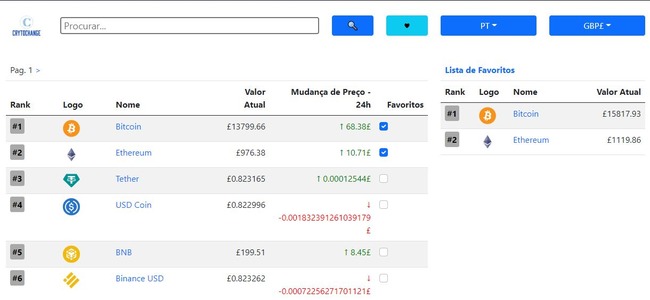 C
CRYTOCHANGE
Procurar...
PT
GBP£
Pag. 1 >
Rank Logo Nome Valor Atual Mudança de Preço - 24h Favoritos
#1 Bitcoin £13799.66 ↑ 68.38£
#2 Ethereum £976.38 ↑ 10.71£
#3 Tether £0.823165 ↑ 0.00012544£
#4 USD Coin £0.822996 ↓ -0.001832391261039179 £
#5 BNB £199.51 ↑ 8.45£
#6 Binance USD £0.823262 ↓ -0.00072256271701121£
Lista de Favoritos
Rank Logo Nome Valor Atual
#1 Bitcoin £15817.93
#2 Ethereum £1119.86